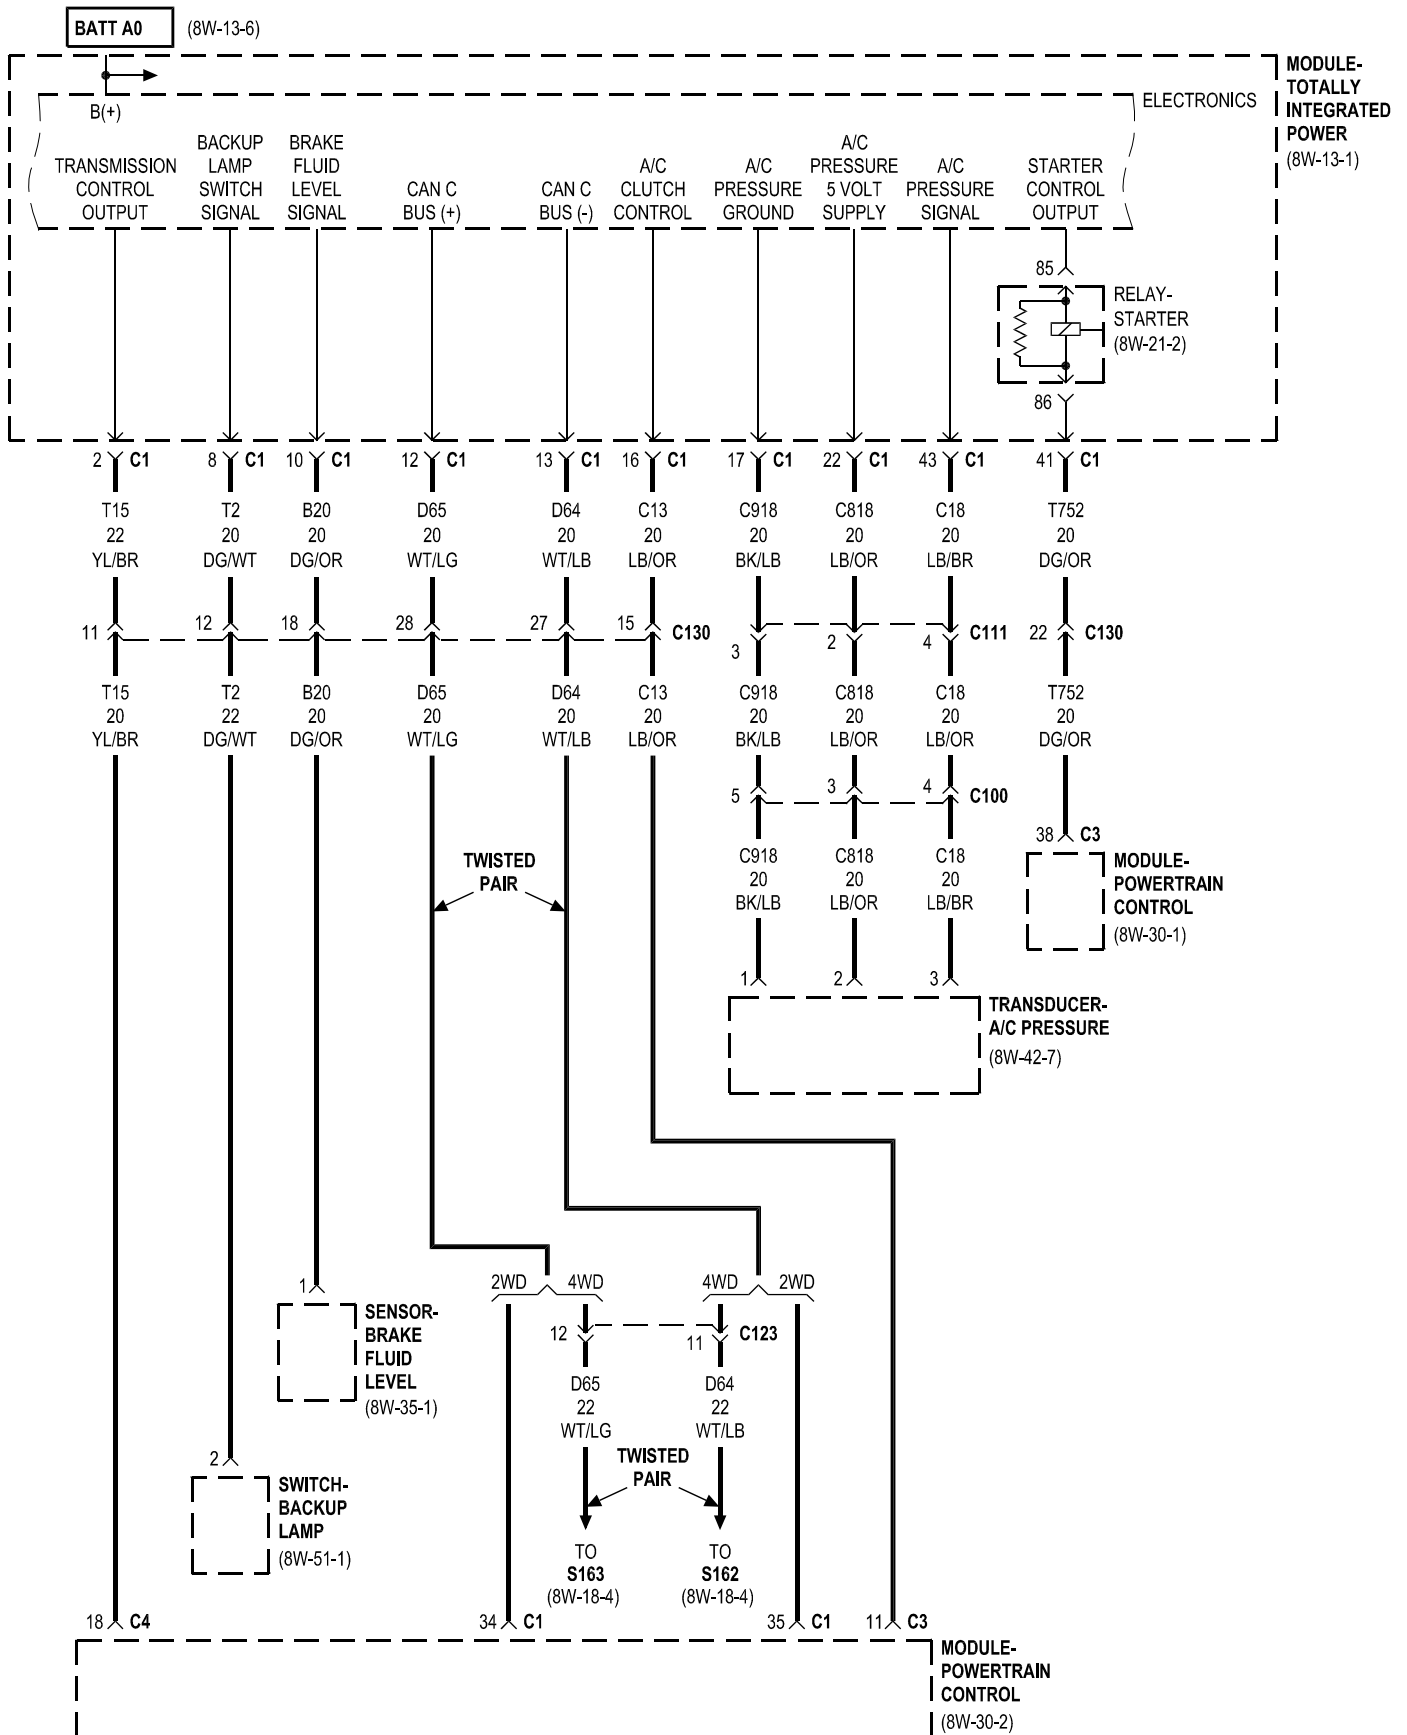 BATT A0 (8W-13-6)
MODULE-
TOTALLY
INTEGRATED
POWER
(8W-13-1)
ELECTRONICS
B(+)
TRANSMISSION
CONTROL
OUTPUT
BACKUP
LAMP
SWITCH
SIGNAL
BRAKE
FLUID
LEVEL
SIGNAL
CAN C
BUS (+)
CAN C
BUS (-)
A/C
CLUTCH
CONTROL
A/C
PRESSURE
GROUND
A/C
PRESSURE
5 VOLT
SUPPLY
A/C
PRESSURE
SIGNAL
STARTER
CONTROL
OUTPUT
85
RELAY-
STARTER
(8W-21-2)
86
2 C1 8 C1 10 C1 12 C1 13 C1 16 C1 17 C1 22 C1 43 C1 41 C1
T15 T2 B20 D65 D64 C13 C918 C818 C18 T752
22 20 20 20 20 20 20 20 20 20
YL/BR DG/WT DG/OR WT/LG WT/LB LB/OR BK/LB LB/OR LB/BR DG/OR
11 12 18 28 27 15 C130 3 2 4 C111 22 C130
T15 T2 B20 D65 D64 C13 C918 C818 C18 T752
20 22 20 20 20 20 20 20 20 20
YL/BR DG/WT DG/OR WT/LG WT/LB LB/OR BK/LB LB/OR LB/OR DG/OR
5 3 4 C100
38 C3
MODULE-
POWERTRAIN
CONTROL
(8W-30-1)
TWISTED
PAIR
C918 C818 C18
20 20 20
BK/LB LB/OR LB/BR
1 2 3
TRANSDUCER-
A/C PRESSURE
(8W-42-7)
2WD 4WD 4WD 2WD
1
SENSOR-
BRAKE
FLUID
LEVEL
(8W-35-1)
12 11 C123
D65 D64
22 22
WT/LG WT/LB
TWISTED
PAIR
2
SWITCH-
BACKUP
LAMP
(8W-51-1)
TO
S163
(8W-18-4)
TO
S162
(8W-18-4)
18 C4 34 C1 35 C1 11 C3
MODULE-
POWERTRAIN
CONTROL
(8W-30-2)